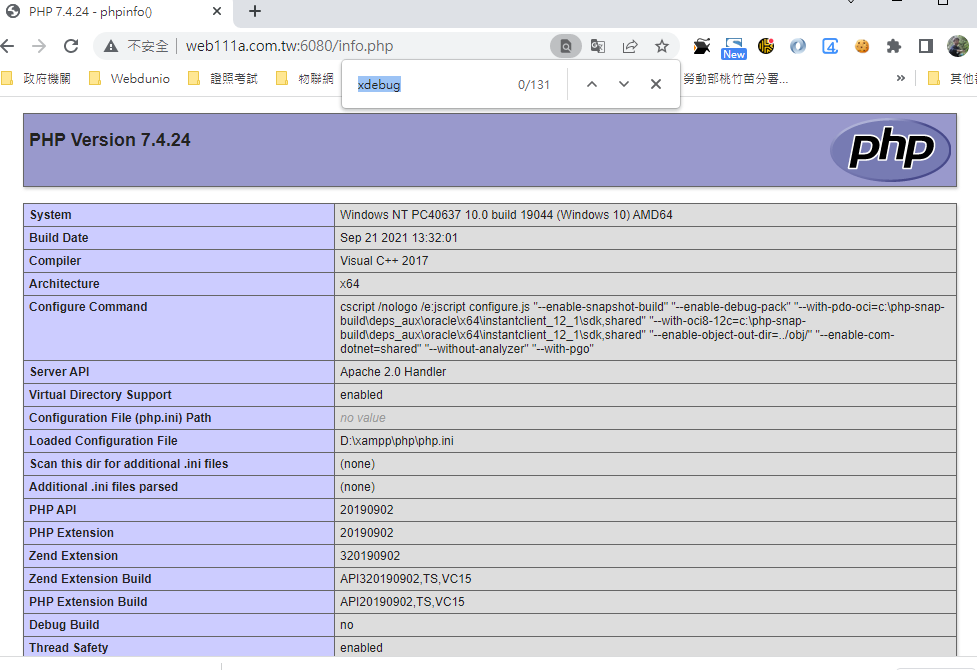 PHP 7.4.24 - phpinfo()
不安全
web111a.com.tw:6080/info.php
New
政府機關
Webdunio
證照考試
物聯網
勞動部桃竹苗分署...
»
xdebug
0/131
PHP Version 7.4.24
php
System Windows NT PC40637 10.0 build 19044 (Windows 10) AMD64
Build Date Sep 21 2021 13:32:01
Compiler Visual C++ 2017
Architecture x64
Configure Command cscript /nologo /e:jscript configure.js "--enable-snapshot-build" "--enable-debug-pack" "--with-pdo-oci=c:\php-snap-
build\deps_aux\oracle\x64\instantclient_12_1\sdk,shared" "--with-oci8-12c=c:\php-snap-
build\deps_aux\oracle\x64\instantclient_12_1\sdk,shared" "--enable-object-out-dir=../obj/" "--enable-com-
dotnet=shared" "--without-analyzer" "--with-pgo"
Server API Apache 2.0 Handler
Virtual Directory Support enabled
Configuration File (php.ini) Path no value
Loaded Configuration File D:\xampp\php\php.ini
Scan this dir for additional .ini files (none)
Additional .ini files parsed (none)
PHP API 20190902
PHP Extension 20190902
Zend Extension 320190902
Zend Extension Build API320190902,TS,VC15
PHP Extension Build API20190902,TS,VC15
Debug Build no
Thread Safety enabled